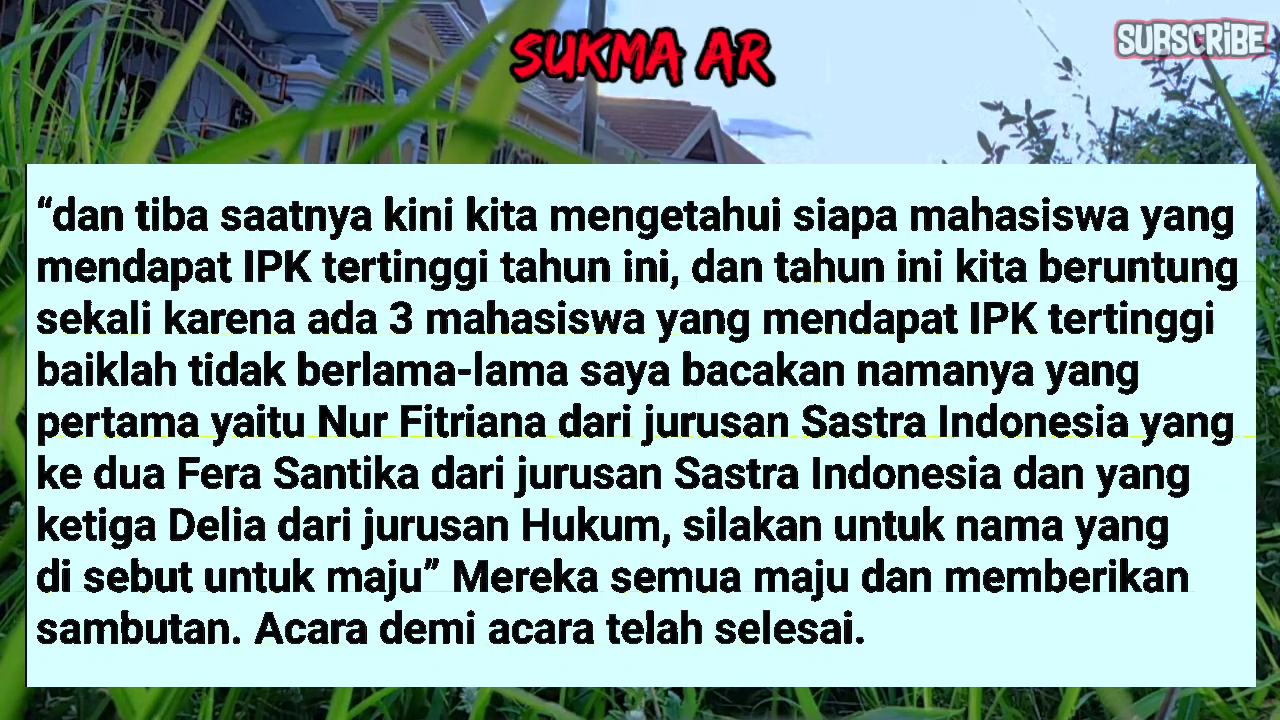 SUKMA AR
SUBSCRiBE
“dan tiba saatnya kini kita mengetahui siapa mahasiswa yang
mendapat IPK tertinggi tahun ini, dan tahun ini kita beruntung
sekali karena ada 3 mahasiswa yang mendapat IPK tertinggi
baiklah tidak berlama-lama saya bacakan namanya yang
pertama yaitu Nur Fitriana dari jurusan Sastra Indonesia yang
ke dua Fera Santika dari jurusan Sastra Indonesia dan yang
ketiga Delia dari jurusan Hukum, silakan untuk nama yang
di sebut untuk maju” Mereka semua maju dan memberikan
sambutan. Acara demi acara telah selesai.